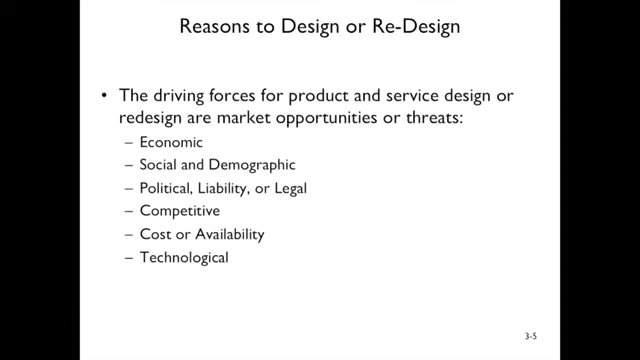 Reasons to Design or Re-Design
• The driving forces for product and service design or
redesign are market opportunities or threats:
– Economic
– Social and Demographic
– Political, Liability, or Legal
– Competitive
– Cost or Availability
– Technological
3-5